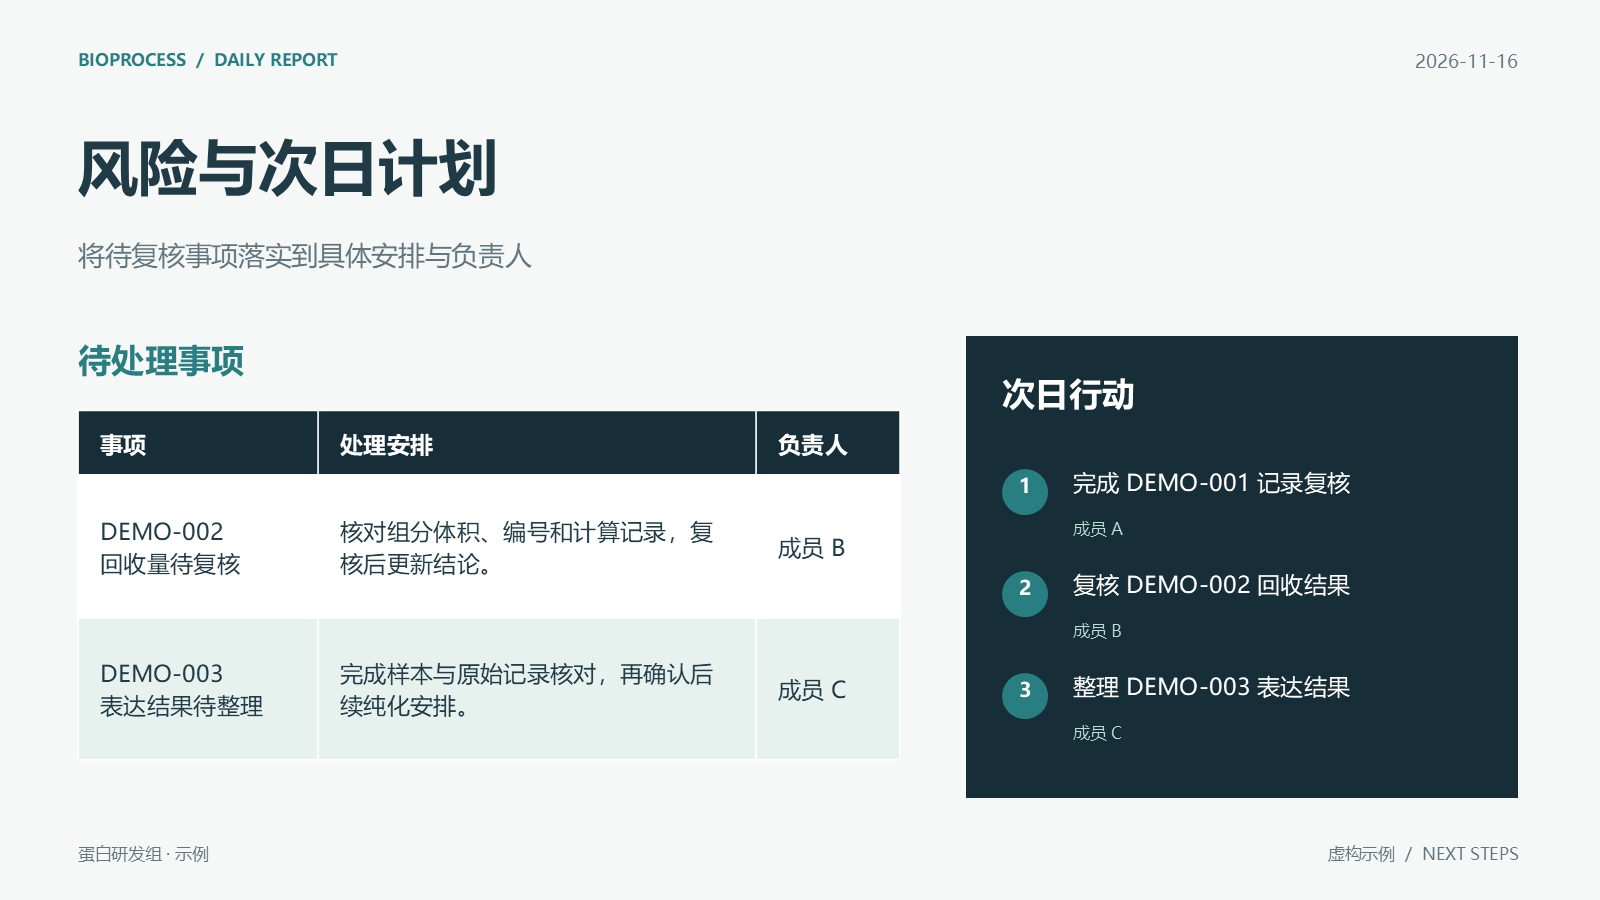 BIOPROCESS / DAILY REPORT
2026-11-16
风险与次日计划
将待复核事项落实到具体安排与负责人
待处理事项
事项
处理安排
负责人
DEMO-002
回收量待复核
核对组分体积、编号和计算记录，复
核后更新结论。
成员 B
DEMO-003
表达结果待整理
完成样本与原始记录核对，再确认后
续纯化安排。
成员 C
次日行动
1
完成 DEMO-001 记录复核
成员 A
2
复核 DEMO-002 回收结果
成员 B
3
整理 DEMO-003 表达结果
成员 C
蛋白研发组 · 示例
虚构示例 / NEXT STEPS